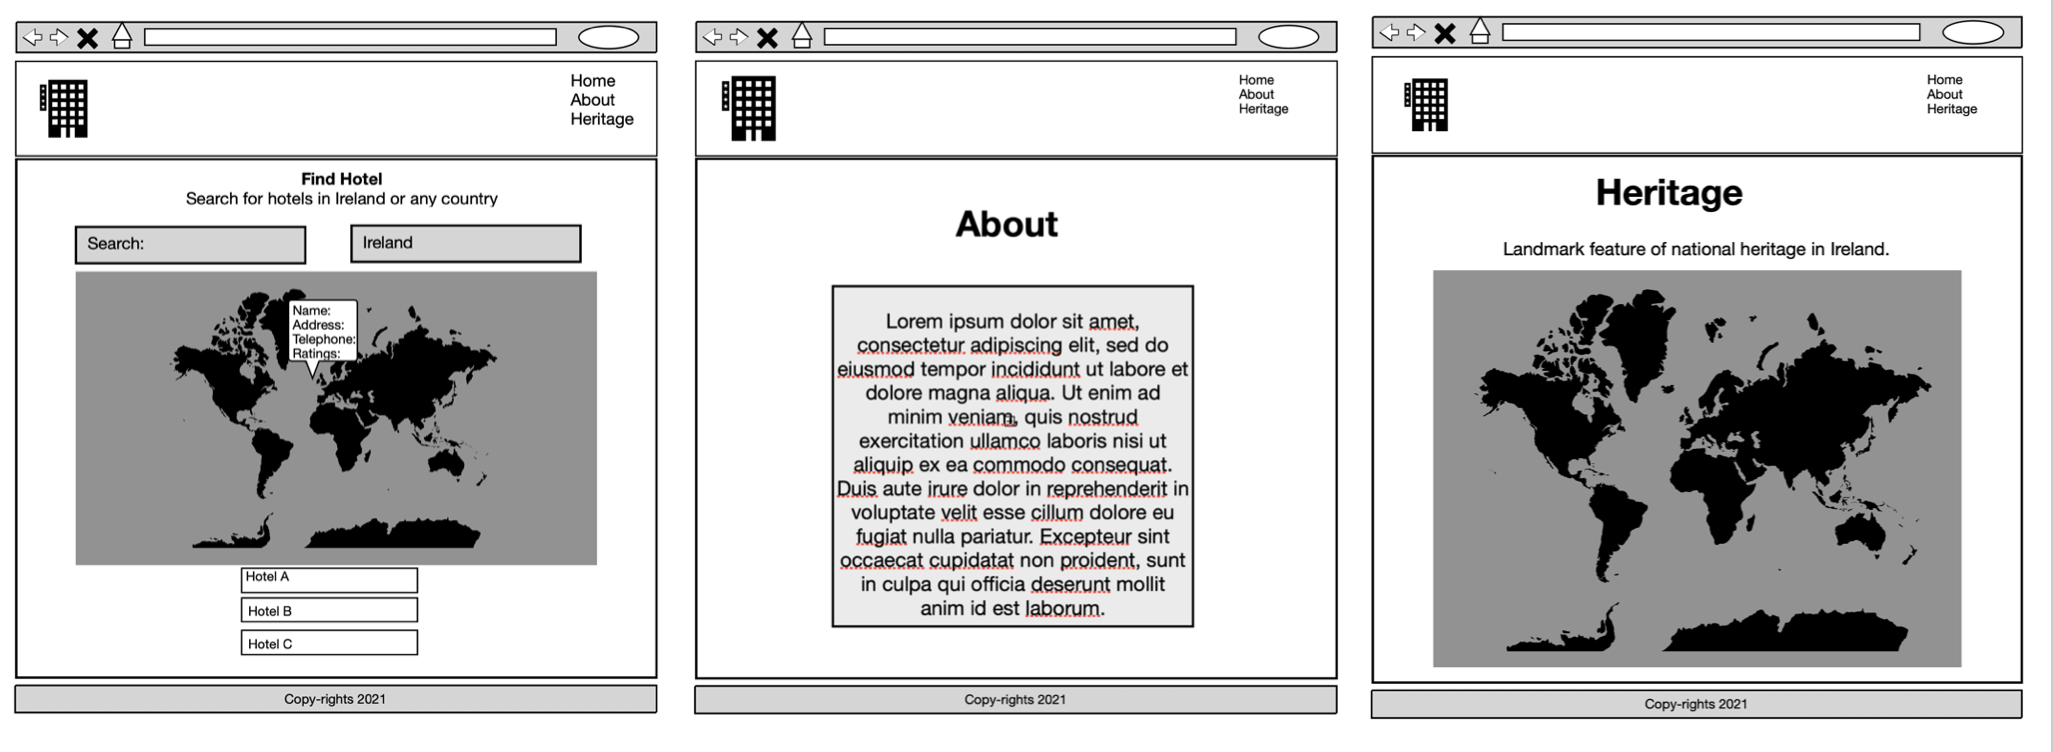 Home
About
Heritage
Find Hotel
Search for hotels in Ireland or any country
Search:
Ireland
Name:
Address:
Telephone:
Ratings:
Hotel A
Hotel B
Hotel C
Copy-rights 2021
Home
About
Heritage
About
Lorem ipsum dolor sit amet,
consectetur adipiscing elit, sed do
eiusmod tempor incididunt ut labore et
dolore magna aliqua. Ut enim ad
minim veniam, quis nostrud
exercitation ullamco laboris nisi ut
aliquip ex ea commodo consequat.
Duis aute irure dolor in reprehenderit in
voluptate velit esse cillum dolore eu
fugiat nulla pariatur. Excepteur sint
occaecat cupidatat non proident, sunt
in culpa qui officia deserunt mollit
anim id est laborum.
Copy-rights 2021
Home
About
Heritage
Heritage
Landmark feature of national heritage in Ireland.
Copy-rights 2021